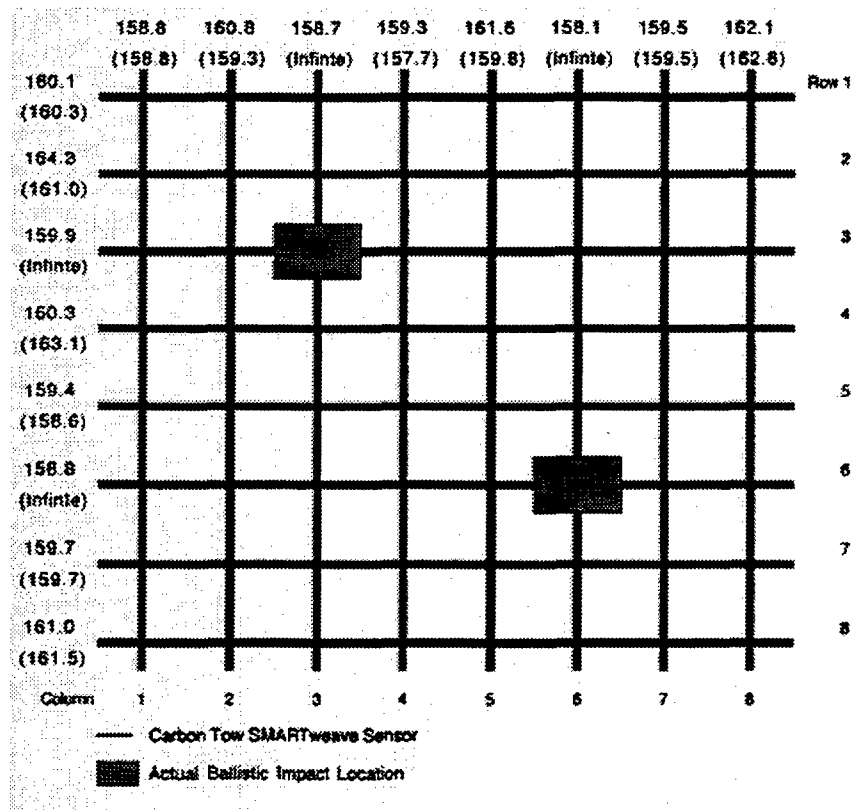 158.8 160.8 158.7 159.3 161.6 158.1 159.5 162.1
(158.8) (159.3) (Infinte) (157.7) (159.8) (Infinte) (159.5) (162.8)
160.1 Row 1
(160.3)
164.3 2
(161.0)
159.9 3
(Infinte)
160.3 4
(163.1)
159.4 5
(156.6)
158.8 6
(Infinte)
159.7 7
(159.7)
161.0 8
(161.5)
Column 1 2 3 4 5 6 7 8
Carbon Tow SMARTweave Sensor
Actual Ballistic Impact Location